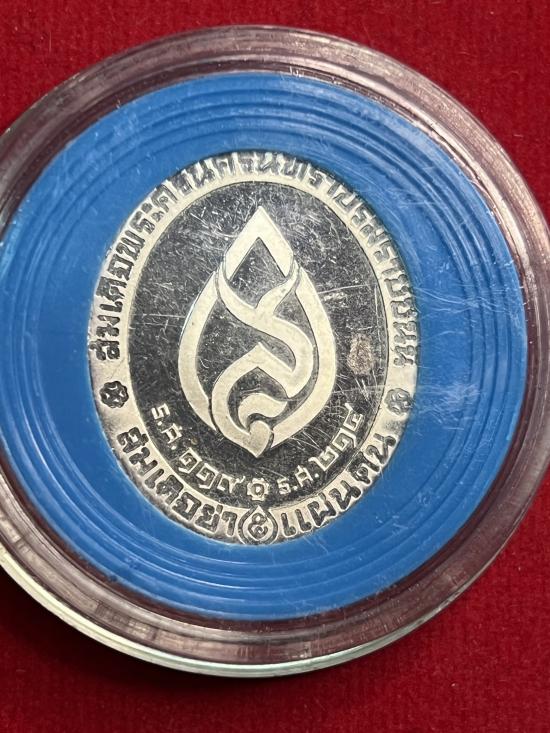 สมเด็จพระศรีนครินทราบรมราชชนนี
ร.ศ. ๑๑๙ ร.ศ. ๒๑๔
สมเด็จย่า แผ่นดิน